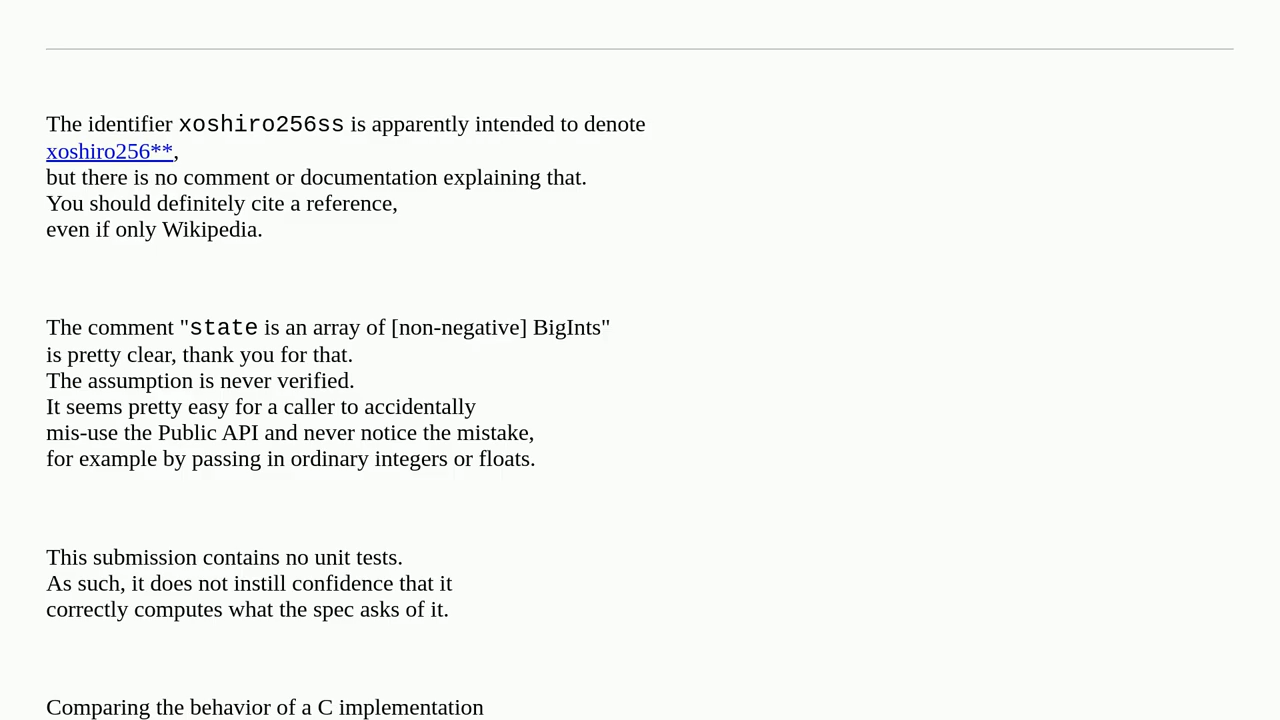 The identifier xoshiro256ss is apparently intended to denote
xoshiro256**,
but there is no comment or documentation explaining that.
You should definitely cite a reference,
even if only Wikipedia.
The comment "state is an array of [non-negative] BigInts"
is pretty clear, thank you for that.
The assumption is never verified.
It seems pretty easy for a caller to accidentally
mis-use the Public API and never notice the mistake,
for example by passing in ordinary integers or floats.
This submission contains no unit tests.
As such, it does not instill confidence that it
correctly computes what the spec asks of it.
Comparing the behavior of a C implementation